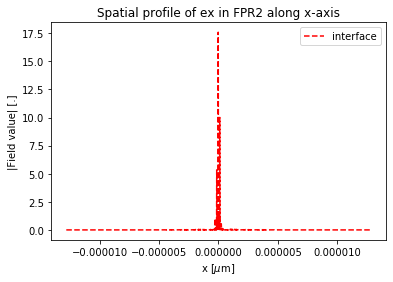 Spatial profile of ex in FPR2 along x-axis
interface
|Field value| [.]
17.5
15.0
12.5
10.0
7.5
5.0
2.5
0.0
−0.000010 −0.000005 0.000000 0.000005 0.000010
x [μm]